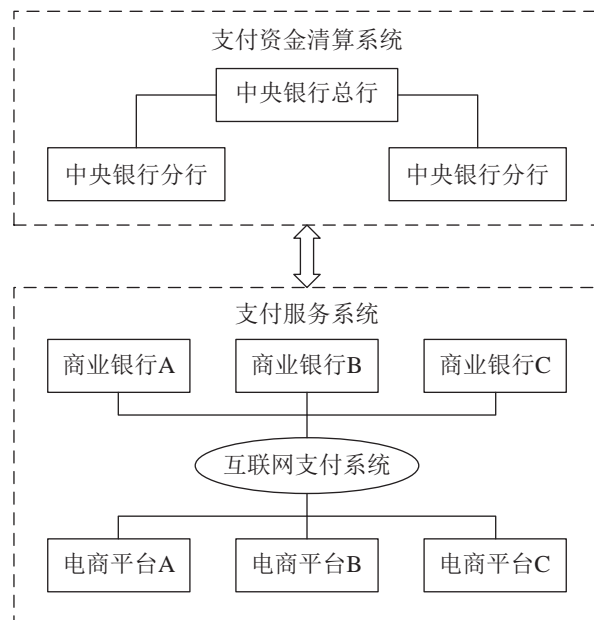 支付资金清算系统
中央银行总行
中央银行分行
中央银行分行
支付服务系统
商业银行A
商业银行B
商业银行C
互联网支付系统
电商平台A
电商平台B
电商平台C